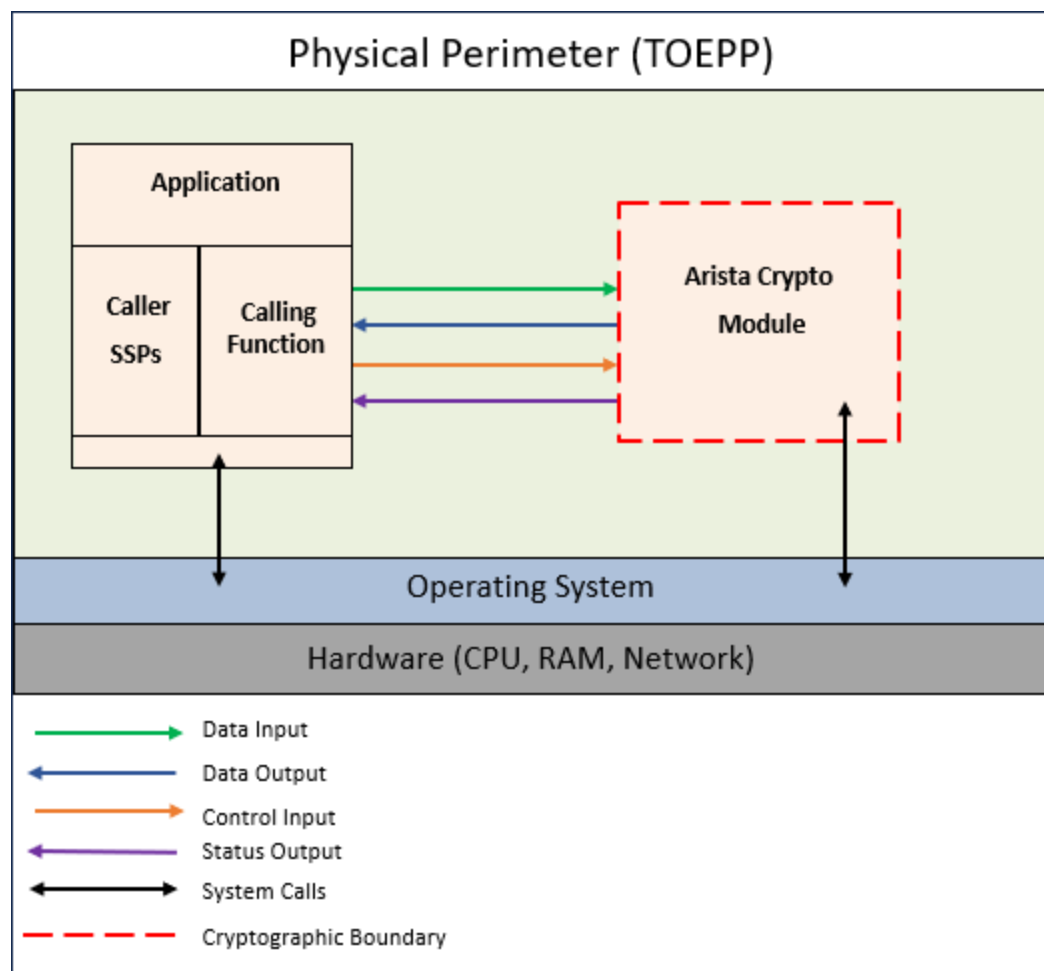 Physical Perimeter (TOEPP)
Application
Caller
SSPs
Calling
Function
Arista Crypto
Module
Operating System
Hardware (CPU, RAM, Network)
Data Input
Data Output
Control Input
Status Output
System Calls
Cryptographic Boundary